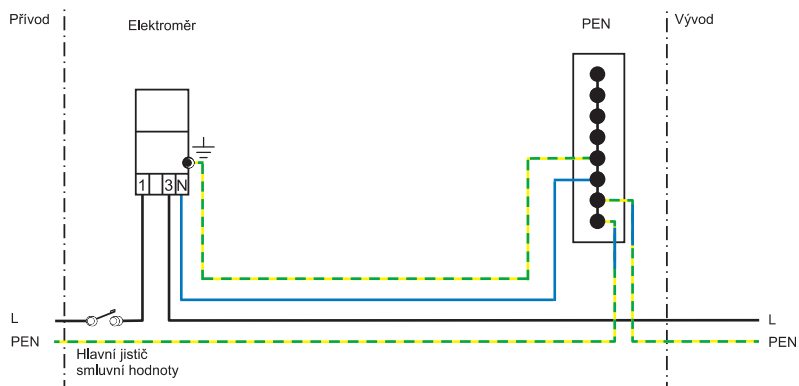 Přívod
Elektroměr
PEN
Vývod
1 3 N
L
L
PEN
PEN
Hlavní jistič
smluvní hodnoty